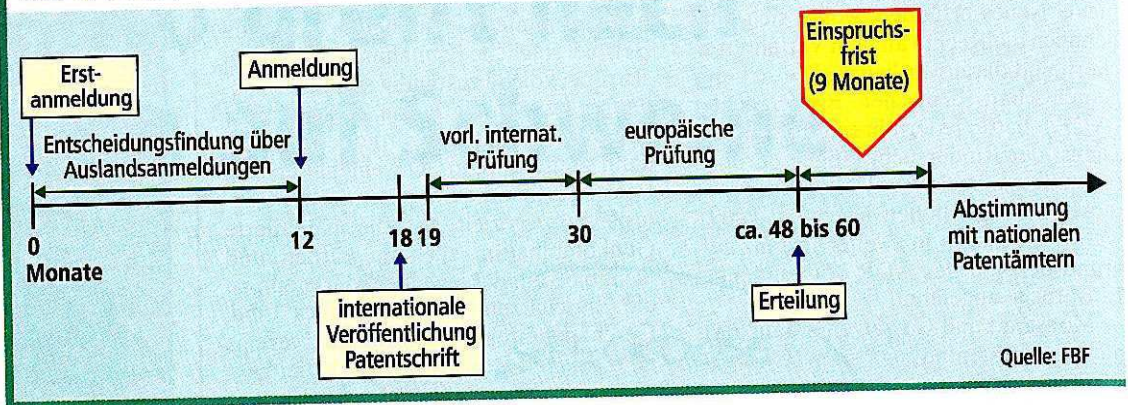 Erst-
anmeldung
Anmeldung
Einspruchs-
frist
(9 Monate)
Entscheidungsfindung über
Auslandsanmeldungen
vorl. internat.
Prüfung
europäische
Prüfung
0
12
18
19
30
ca. 48 bis 60
Monate
Abstimmung
mit nationalen
Patentämtern
internationale
Veröffentlichung
Patentschrift
Erteilung
Quelle: FBF